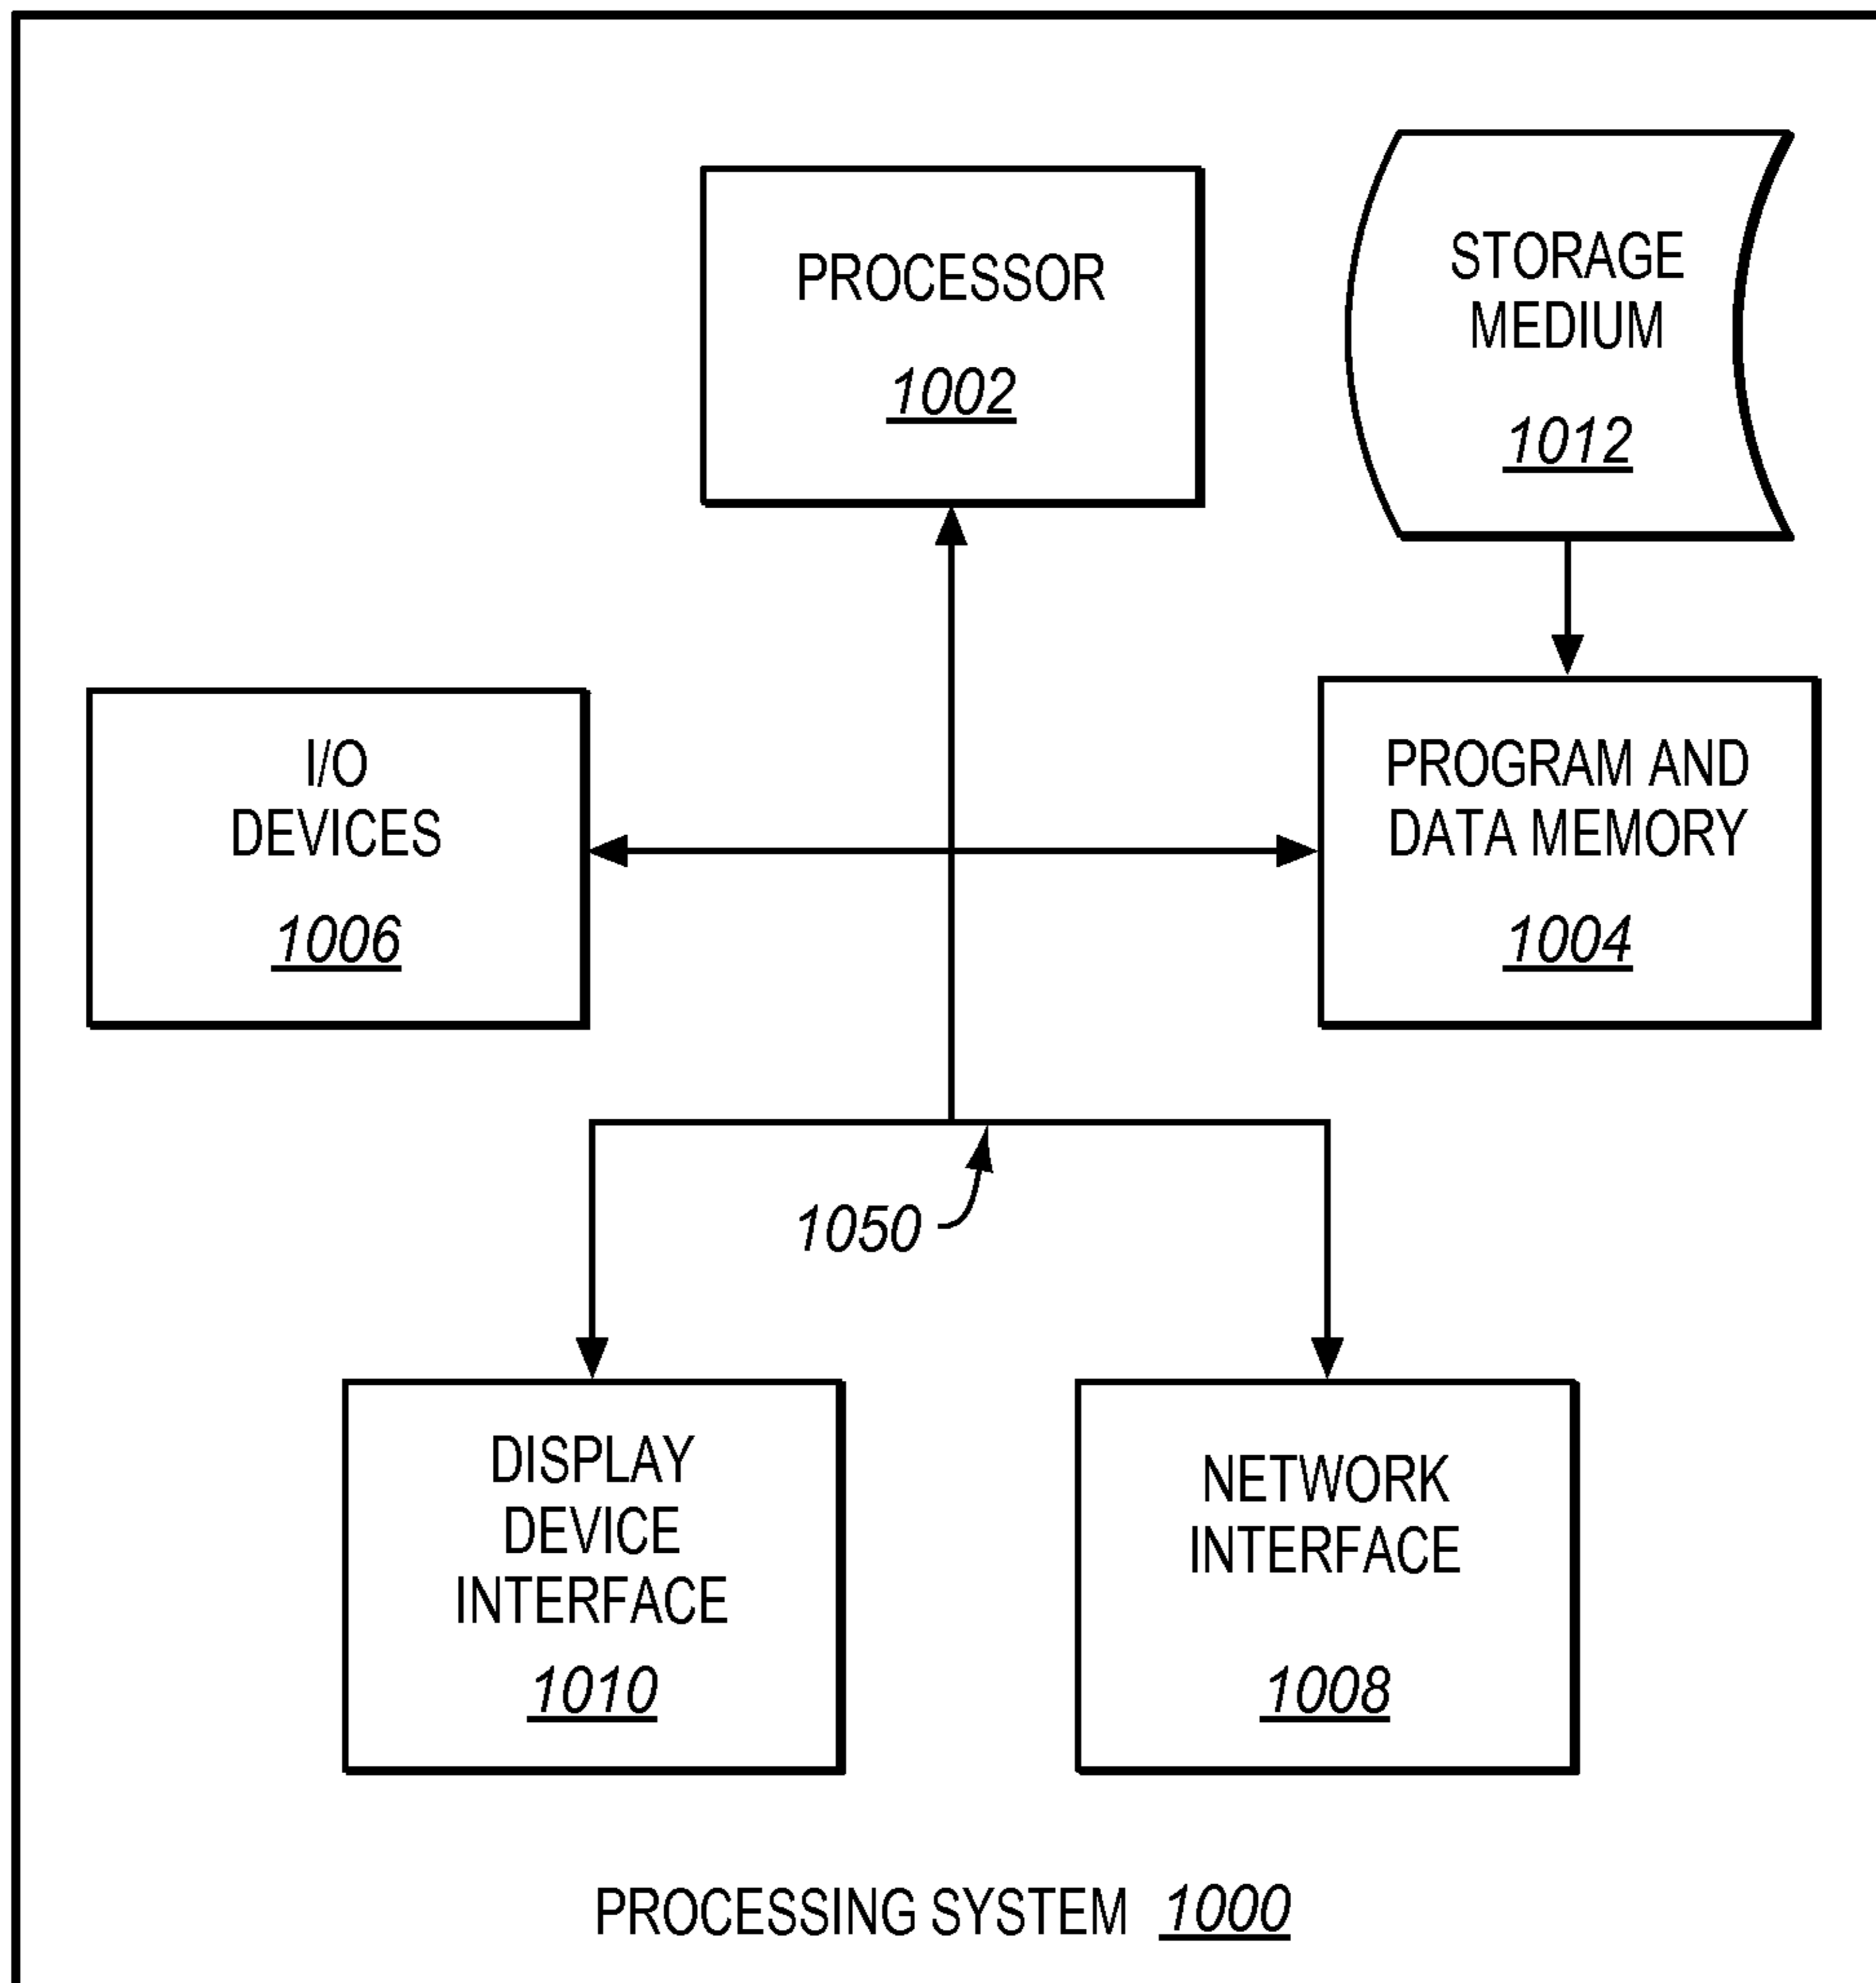 PROCESSOR
1002
STORAGE
MEDIUM
1012
I/O
DEVICES
1006
PROGRAM AND
DATA MEMORY
1004
1050
DISPLAY
DEVICE
INTERFACE
1010
NETWORK
INTERFACE
1008
PROCESSING SYSTEM 1000